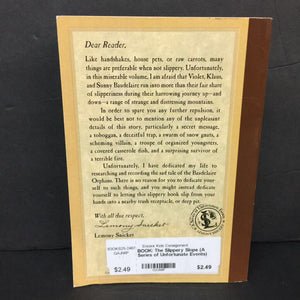 Dear Reader,
Like handshakes, house pets, or raw carrots, many
things are preferable when not slippery. Unfortunately,
in this miserable volume, I am afraid that Violet, Klaus,
and Sunny Baudelaire run into more than their fair share
of slipperiness during their harrowing journey up—and
down—a range of strange and distressing mountains.
In order to spare you any further repulsion, it
would be best not to mention any of the unpleasant
details of this story, particularly a secret message,
a toboggan, a deceitful trap, a swarm of snow gnats, a
scheming villain, a troupe of organized youngsters,
a covered casserole dish, and a surprising survivor of
a terrible fire.
Unfortunately, I have dedicated my life to
researching and recording the sad tale of the Baudelaire
Orphans. There is no reason for you to dedicate your-
self to such things, and you might instead dedicate
yourself to letting this slippery book slip from your
hands into a nearby trash receptacle, or deep pit.
With all due respect,
Lemony Snicket
Lemony Snicket
Encore Kids Consignment
BOOK: The Slippery Slope (A
Series of Unfortunate Events)
$2.49
$2.49